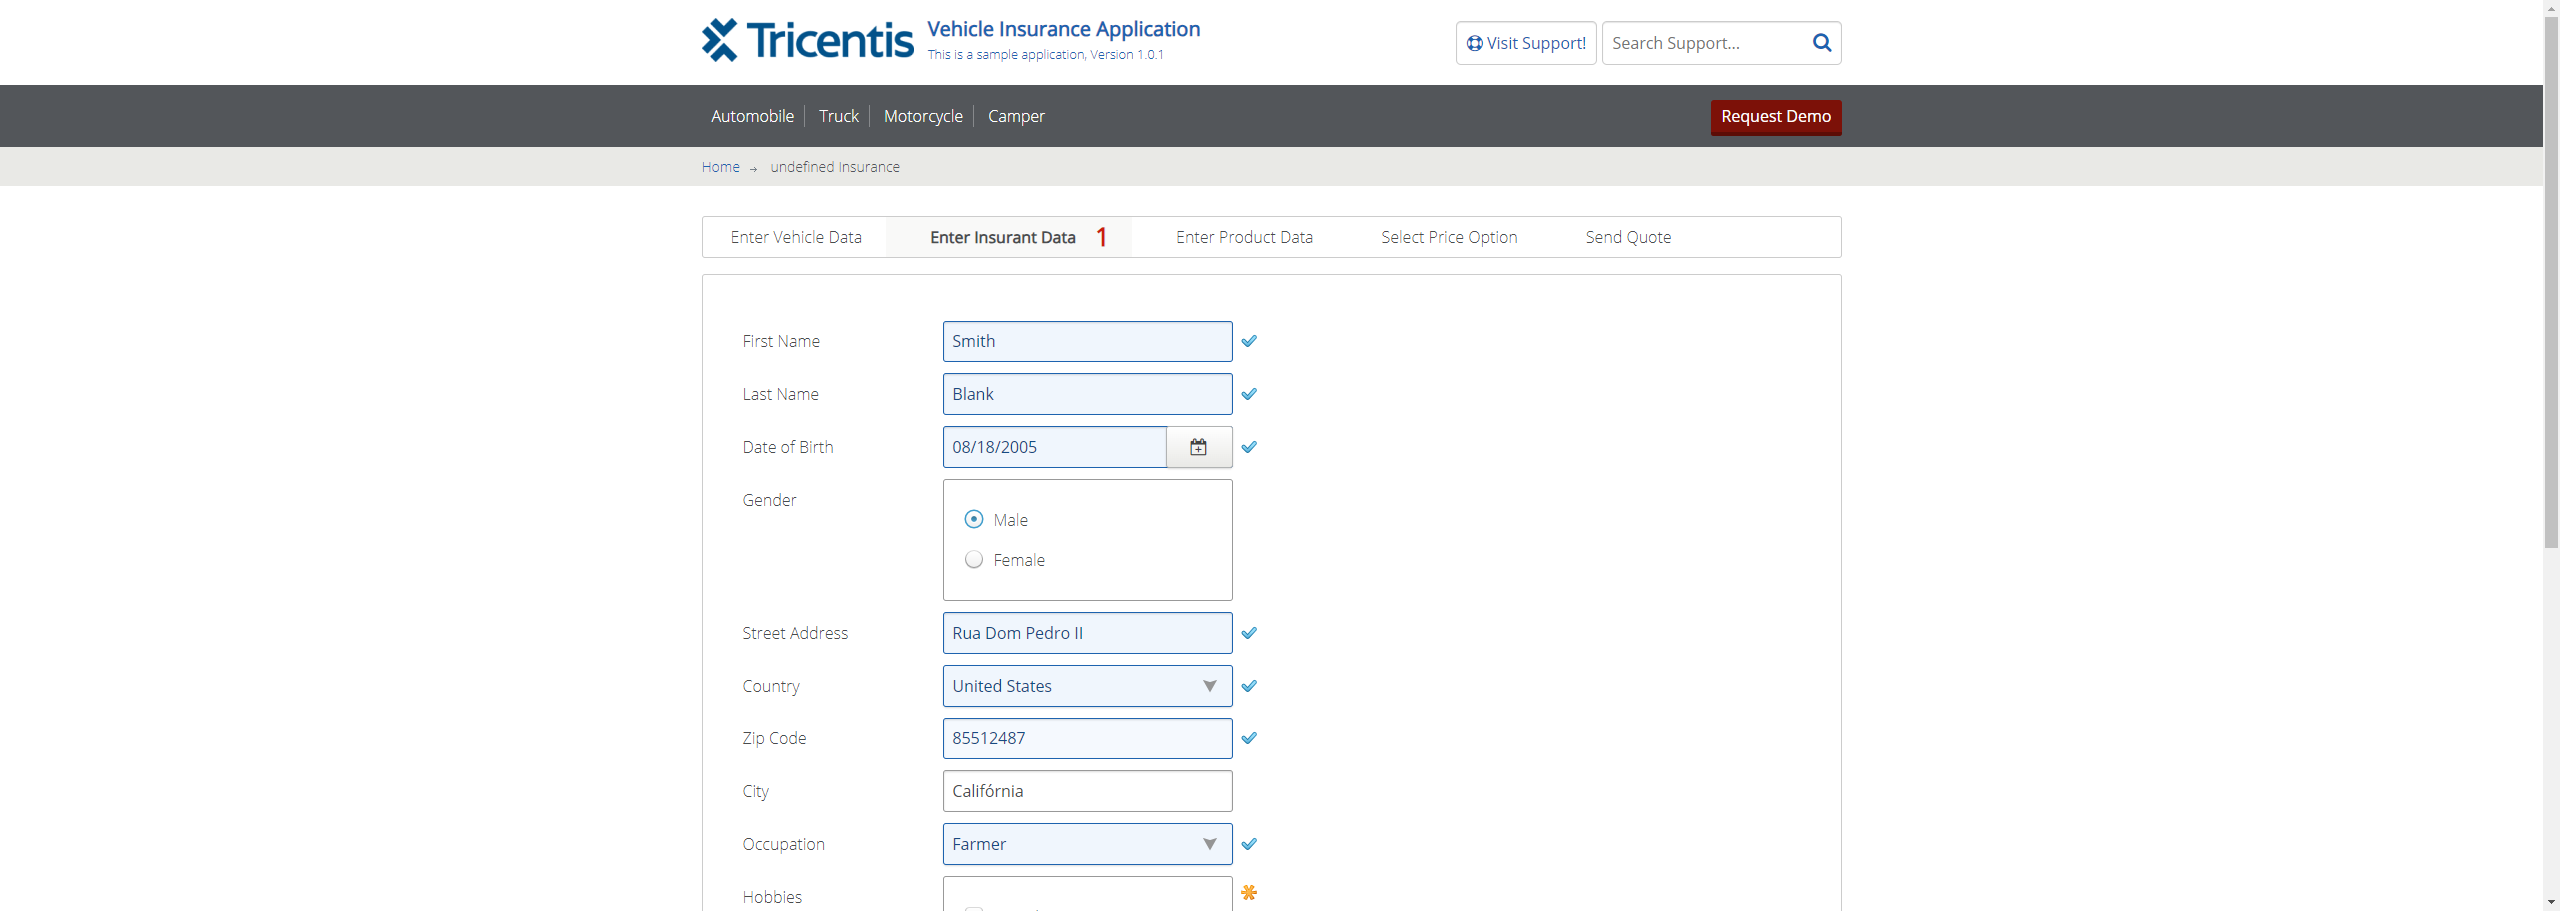 Tricentis
Vehicle Insurance Application
This is a sample application, Version 1.0.1
Visit Support!
Search Support...
Automobile
Truck
Motorcycle
Camper
Request Demo
Home → undefined Insurance
Enter Vehicle Data
Enter Insurant Data 1
Enter Product Data
Select Price Option
Send Quote
First Name
Smith
Last Name
Blank
Date of Birth
08/18/2005
Gender
Male
Female
Street Address
Rua Dom Pedro II
Country
United States
Zip Code
85512487
City
Califórnia
Occupation
Farmer
Hobbies